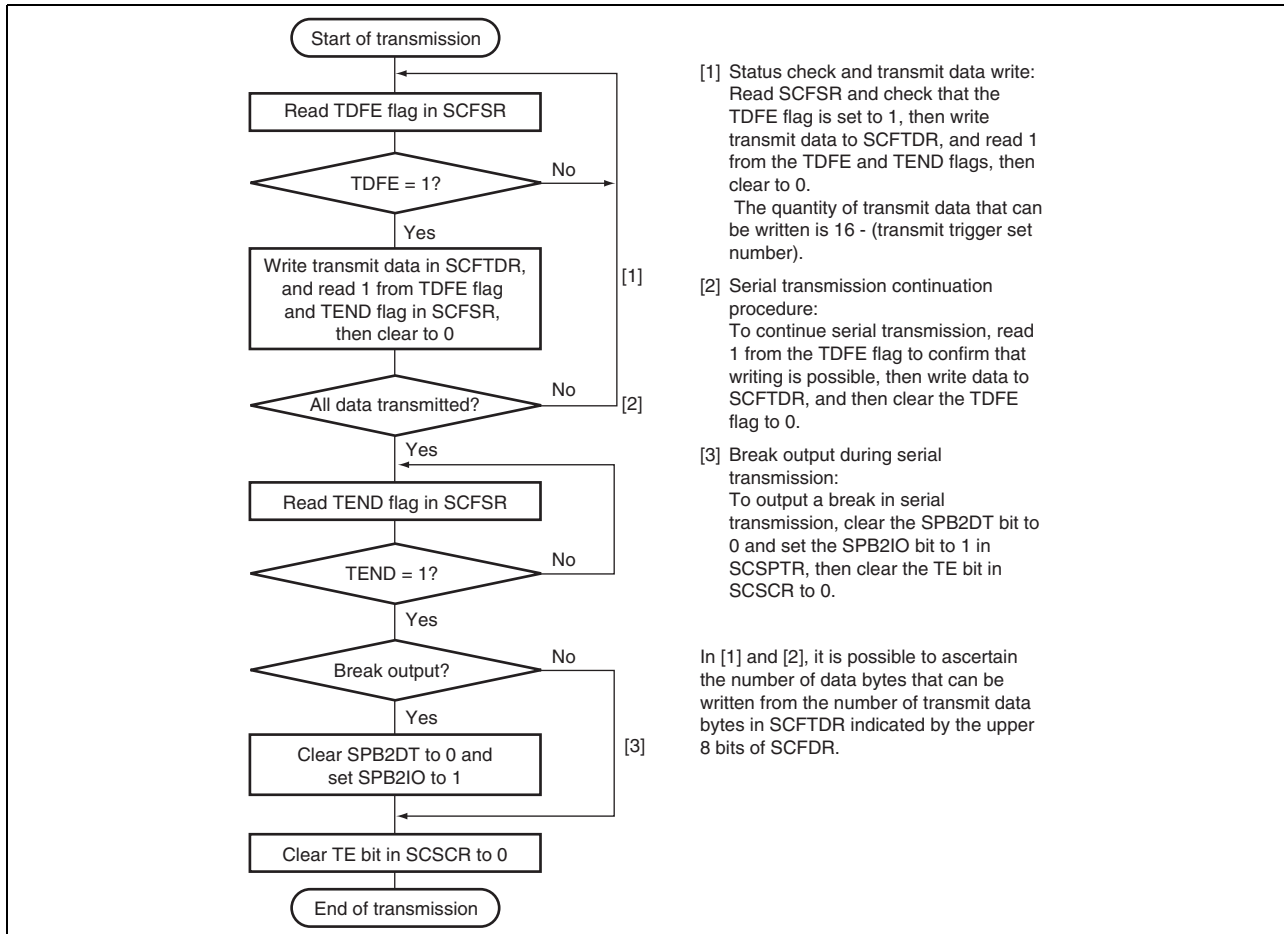 Start of transmission
Read TDFE flag in SCFSR
TDFE = 1?
No
Yes
Write transmit data in SCFTDR,
and read 1 from TDFE flag
and TEND flag in SCFSR,
then clear to 0
[1]
All data transmitted?
No
[2]
Yes
Read TEND flag in SCFSR
TEND = 1?
No
Yes
Break output?
No
Yes
Clear SPB2DT to 0 and
set SPB2IO to 1
[3]
Clear TE bit in SCSCR to 0
End of transmission
[1] Status check and transmit data write:
Read SCFSR and check that the
TDFE flag is set to 1, then write
transmit data to SCFTDR, and read 1
from the TDFE and TEND flags, then
clear to 0.
The quantity of transmit data that can
be written is 16 - (transmit trigger set
number).
[2] Serial transmission continuation
procedure:
To continue serial transmission, read
1 from the TDFE flag to confirm that
writing is possible, then write data to
SCFTDR, and then clear the TDFE
flag to 0.
[3] Break output during serial
transmission:
To output a break in serial
transmission, clear the SPB2DT bit to
0 and set the SPB2IO bit to 1 in
SCSPTR, then clear the TE bit in
SCSCR to 0.
In [1] and [2], it is possible to ascertain
the number of data bytes that can be
written from the number of transmit data
bytes in SCFTDR indicated by the upper
8 bits of SCFDR.